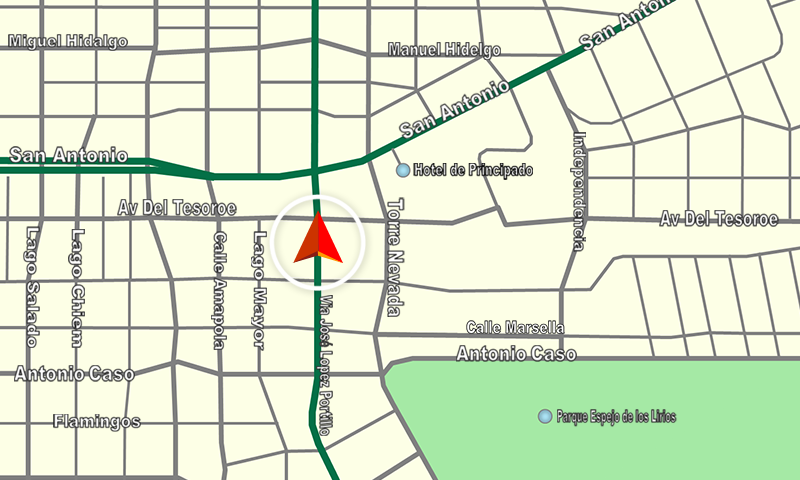 San Antonio
Miguel Hidalgo
Manuel Hidelgo
San Antonio
San Antonio
Hotel de Principado
Independencia
Av Del Tesoroe
Torre Nevada
Av Del Tesoroe
Lago Salado
Lago Chiem
Calle Amapola
Lago Mayor
Via José Lopez Portillo
Calle Marsella
Antonio Caso
Antonio Caso
Flamingos
Parque Espejo de los Lirios